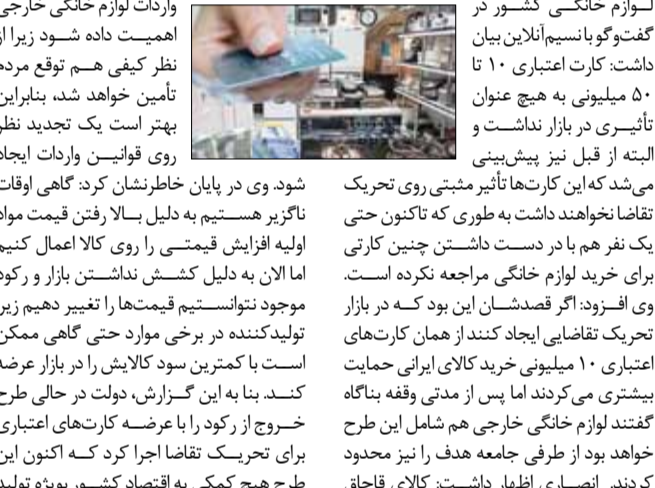 لوازم خانگی کشور در
گفت‌وگو با نسیم‌آنلاین بیان
داشت: کارت اعتباری ۱۰ تا
۵۰ میلیونی به هیچ عنوان
تأثیری در بازار نداشت و
البته از قبل نیز پیش‌بینی
می‌شد که این کارت‌ها تأثیر مثبتی روی تحریک
تقاضا نخواهند داشت به طوری که تاکنون حتی
یک نفر هم با در دست داشتن چنین کارتی
برای خرید لوازم خانگی مراجعه نکرده است.
وی افزود: اگر قصدشان این بود که در بازار
تحریک تقاضایی ایجاد کنند از همان کارت‌های
اعتباری ۱۰ میلیونی خرید کالای ایرانی حمایت
بیشتری می‌کردند اما پس از مدتی وقفه بناگاه
گفتند لوازم خانگی خارجی هم شامل این طرح
خواهد بود از طرفی جامعه هدف را نیز محدود
کردند. انصاری اظهار داشت: کالای قاچاق
واردات لوازم خانگی خارجی
اهمیت داده شود زیرا از
نظر کیفی هم توقع مردم
تأمین خواهد شد، بنابراین
بهتر است یک تجدید نظر
روی قوانین واردات ایجاد
شود. وی در پایان خاطرنشان کرد: گاهی اوقات
ناگزیر هستیم به دلیل بالا رفتن قیمت مواد
اولیه افزایش قیمتی را روی کالا اعمال کنیم
اما الان به دلیل کشش نداشتن بازار و رکود
موجود نتوانستیم قیمت‌ها را تغییر دهیم زیرا
تولیدکننده در برخی موارد حتی گاهی ممکن
است با کمترین سود کالایش را در بازار عرضه
کند. بنا به این گزارش، دولت در حالی طرح
خروج از رکود را با عرضه کارت‌های اعتباری
برای تحریک تقاضا اجرا کرد که اکنون این
طرح هیچ کمکی به اقتصاد کشور بویژه تولید